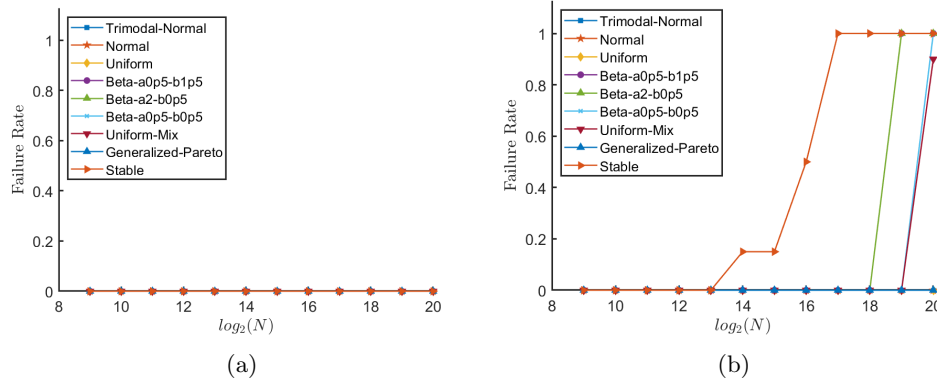 Trimodal-Normal
Normal
Uniform
Beta-a0p5-b1p5
Beta-a2-b0p5
Beta-a0p5-b0p5
Uniform-Mix
Generalized-Pareto
Stable
Failure Rate
1
0.8
0.6
0.4
0.2
0
8 10 12 14 16 18 20
log₂(N)
(a)
Trimodal-Normal
Normal
Uniform
Beta-a0p5-b1p5
Beta-a2-b0p5
Beta-a0p5-b0p5
Uniform-Mix
Generalized-Pareto
Stable
Failure Rate
1
0.8
0.6
0.4
0.2
0
8 10 12 14 16 18 20
log₂(N)
(b)